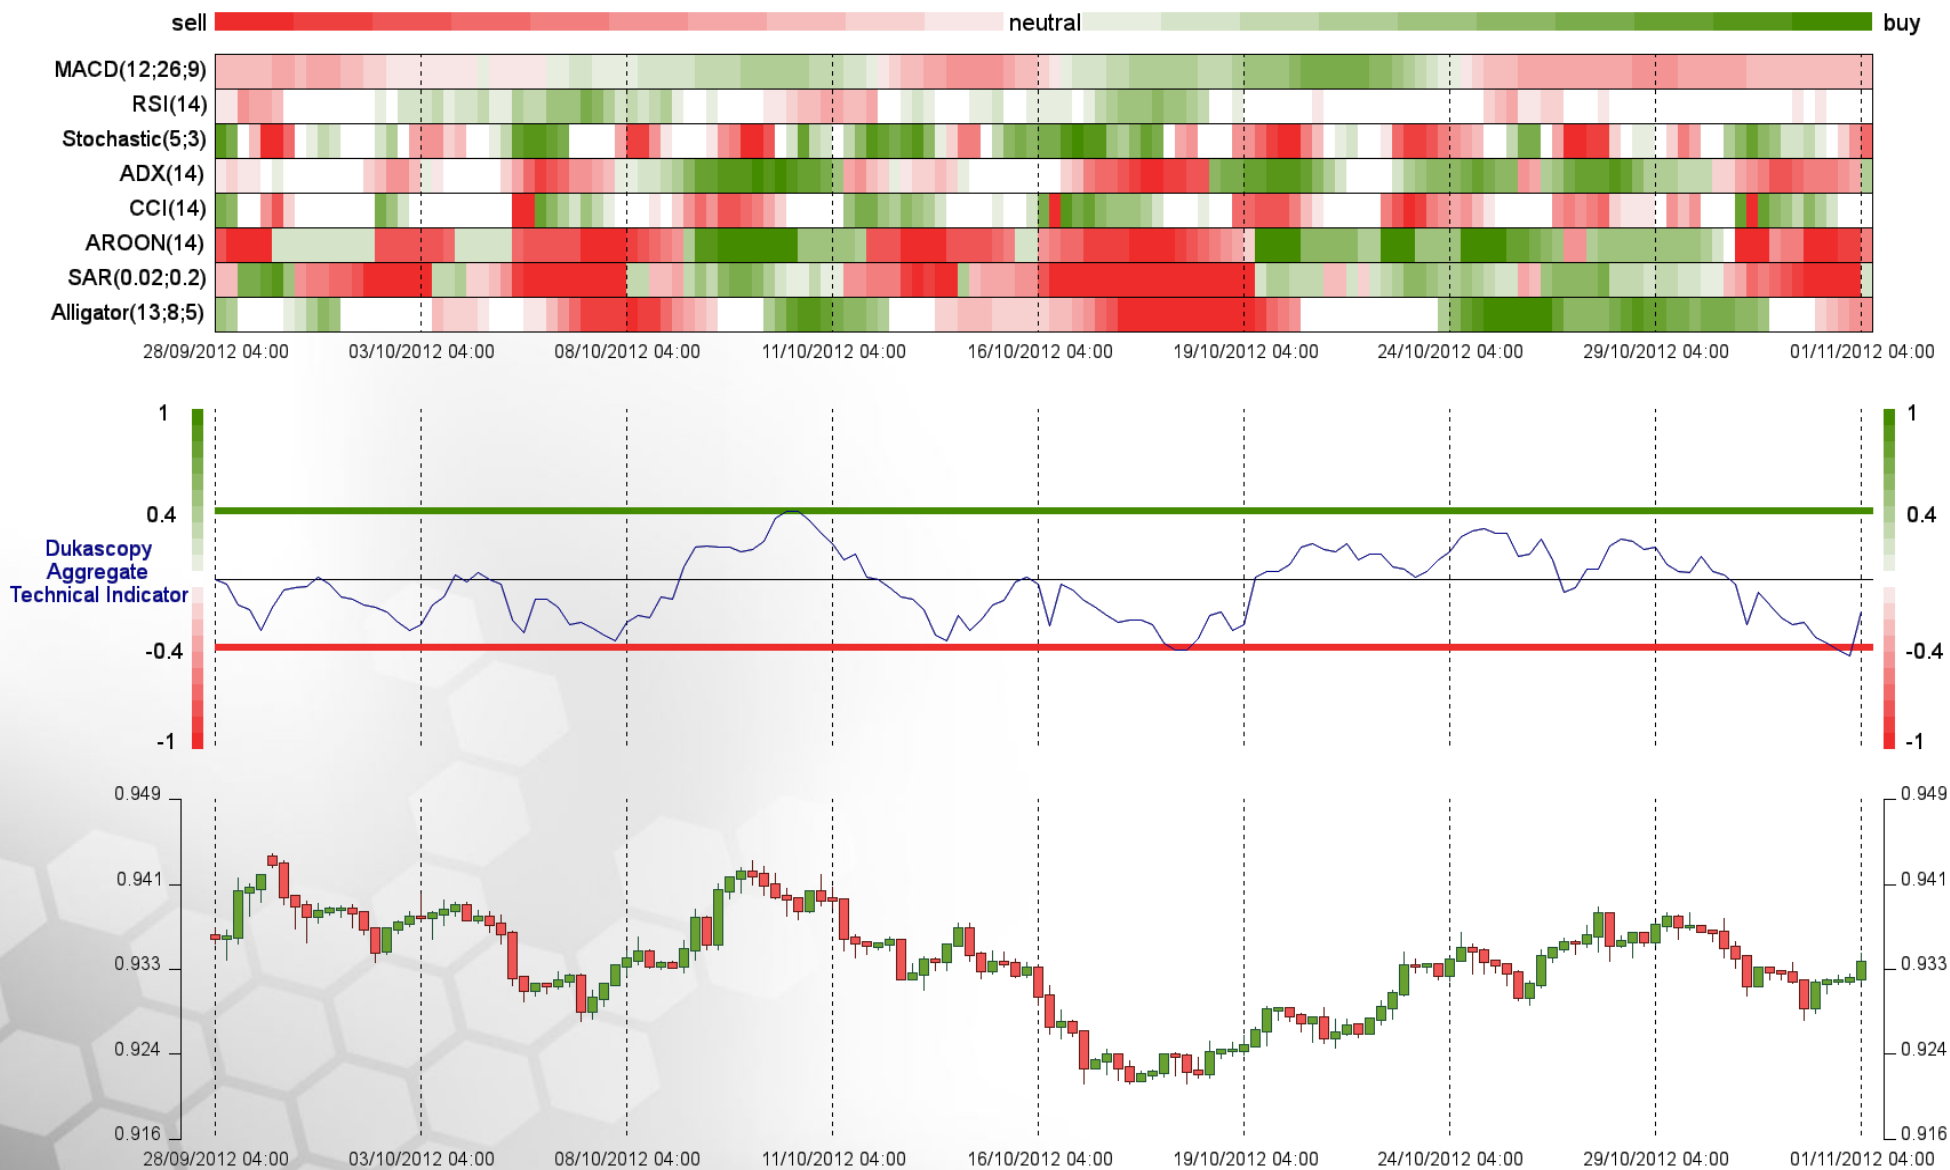 sell neutral buy
MACD(12;26;9)
RSI(14)
Stochastic(5;3)
ADX(14)
CCI(14)
AROON(14)
SAR(0.02;0.2)
Alligator(13;8;5)
28/09/2012 04:00 03/10/2012 04:00 08/10/2012 04:00 11/10/2012 04:00 16/10/2012 04:00 19/10/2012 04:00 24/10/2012 04:00 29/10/2012 04:00 01/11/2012 04:00
1 1
0.4 0.4
Dukascopy
Aggregate
Technical Indicator
-0.4 -0.4
-1 -1
0.949 0.949
0.941 0.941
0.933 0.933
0.924 0.924
0.916 0.916
28/09/2012 04:00 03/10/2012 04:00 08/10/2012 04:00 11/10/2012 04:00 16/10/2012 04:00 19/10/2012 04:00 24/10/2012 04:00 29/10/2012 04:00 01/11/2012 04:00